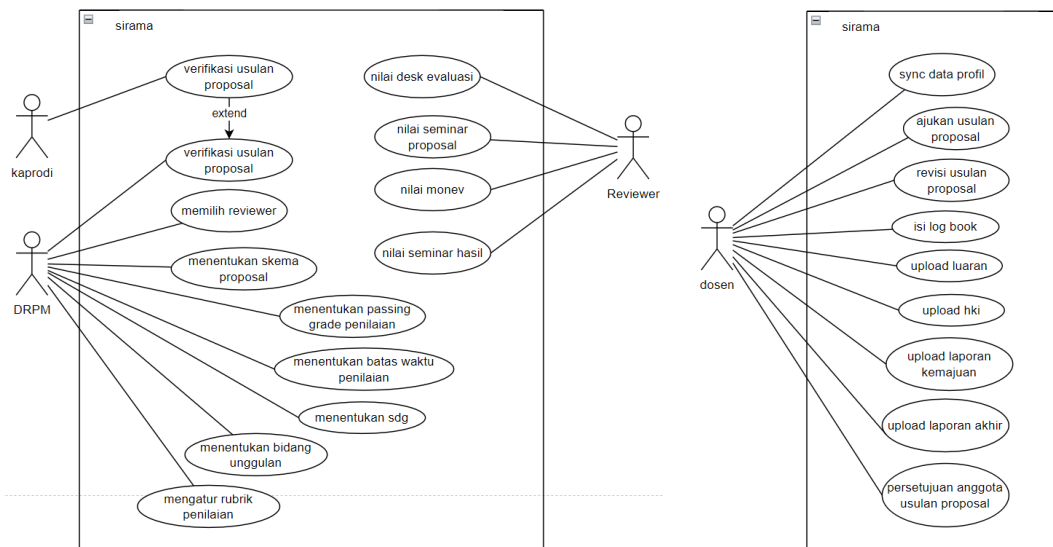 sirama
verifikasi usulan
proposal
extend
verifikasi usulan
proposal
memilih reviewer
menentukan skema
proposal
menentukan passing
grade penilaian
menentukan batas waktu
penilaian
menentukan sdg
menentukan bidang
unggulan
mengatur rubrik
penilaian
kaprodi
DRPM
nilai desk evaluasi
nilai seminar
proposal
nilai monev
nilai seminar hasil
Reviewer
sirama
sync data profil
ajukan usulan
proposal
revisi usulan
proposal
isi log book
upload luaran
upload hki
upload laporan
kemajuan
upload laporan akhir
persetujuan anggota
usulan proposal
dosen